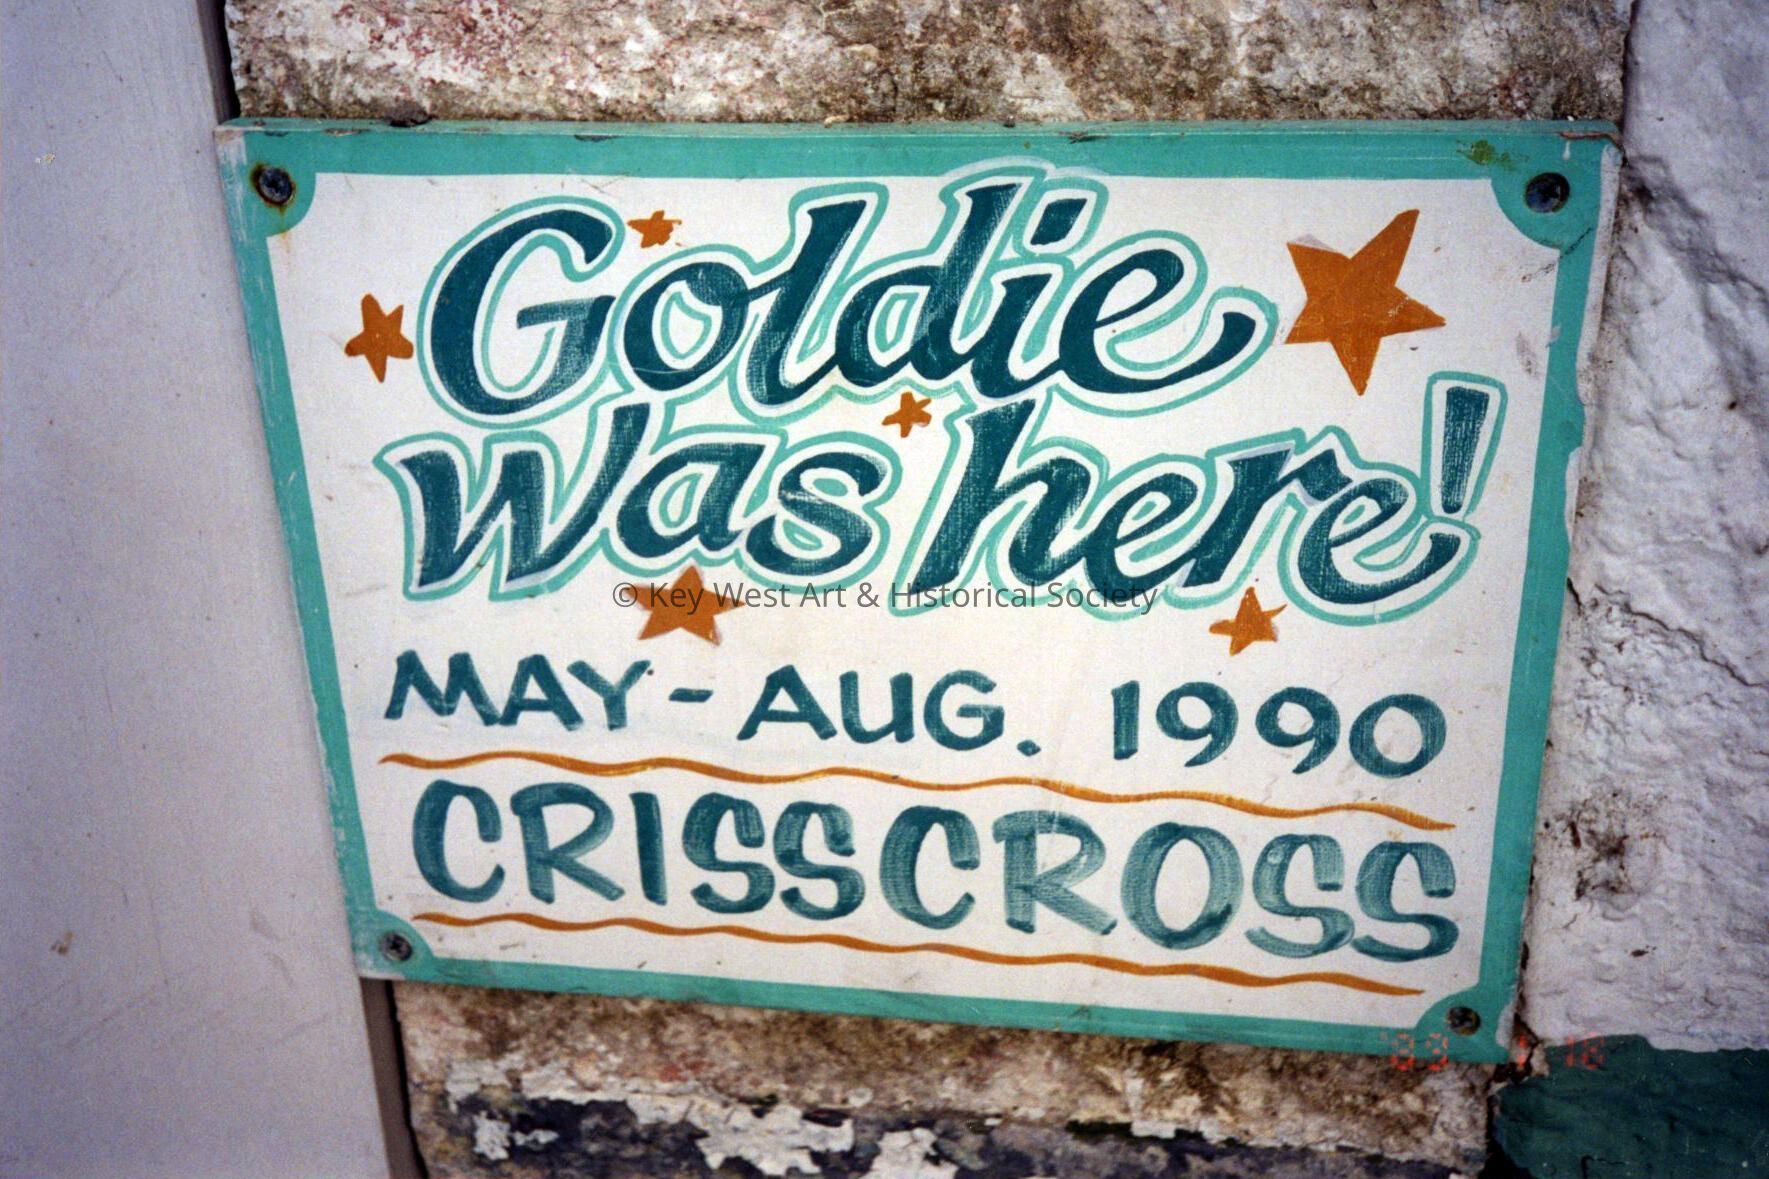 Goldie
was here!
© Key West Art & Historical Society
MAY - AUG. 1990
CRISSCROSS